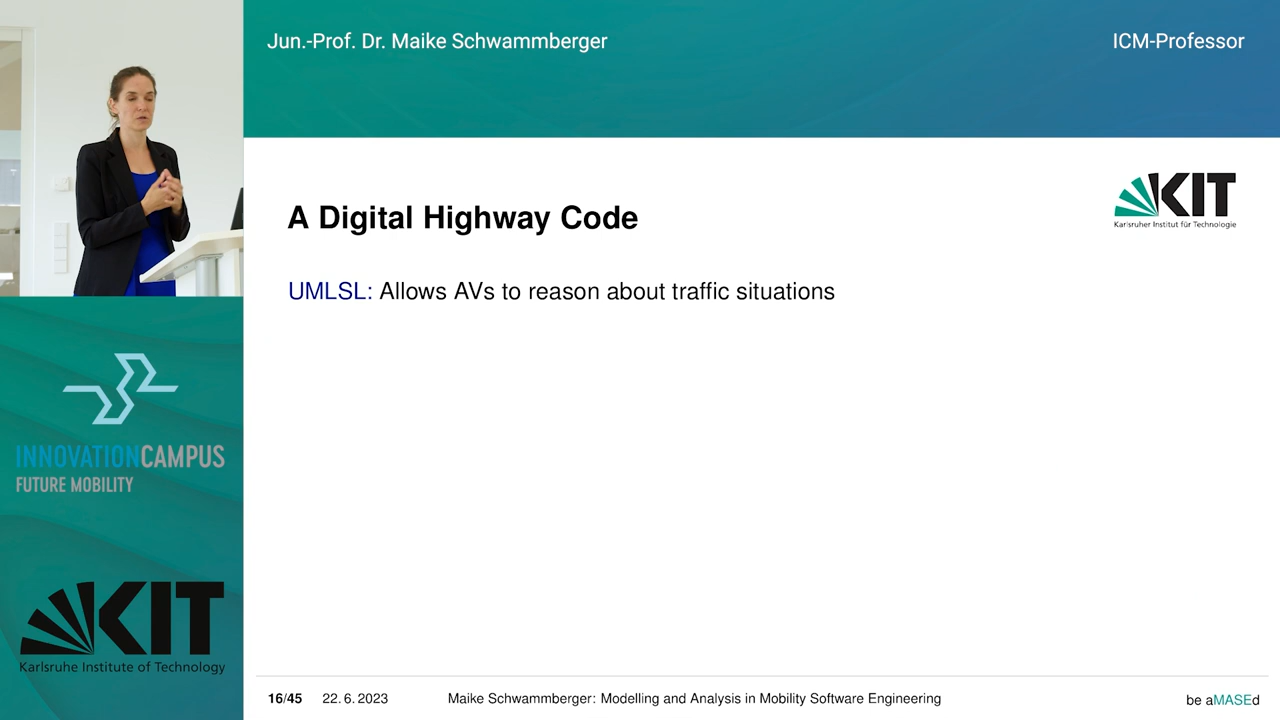 Jun.-Prof. Dr. Maike Schwammberger
ICM-Professor
KIT
Karlsruher Institut für Technologie
A Digital Highway Code
UMLSL: Allows AVs to reason about traffic situations
INNOVATIONCAMPUS
FUTURE MOBILITY
KIT
Karlsruhe Institute of Technology
16/45 22. 6. 2023 Maike Schwammberger: Modelling and Analysis in Mobility Software Engineering be aMASEd